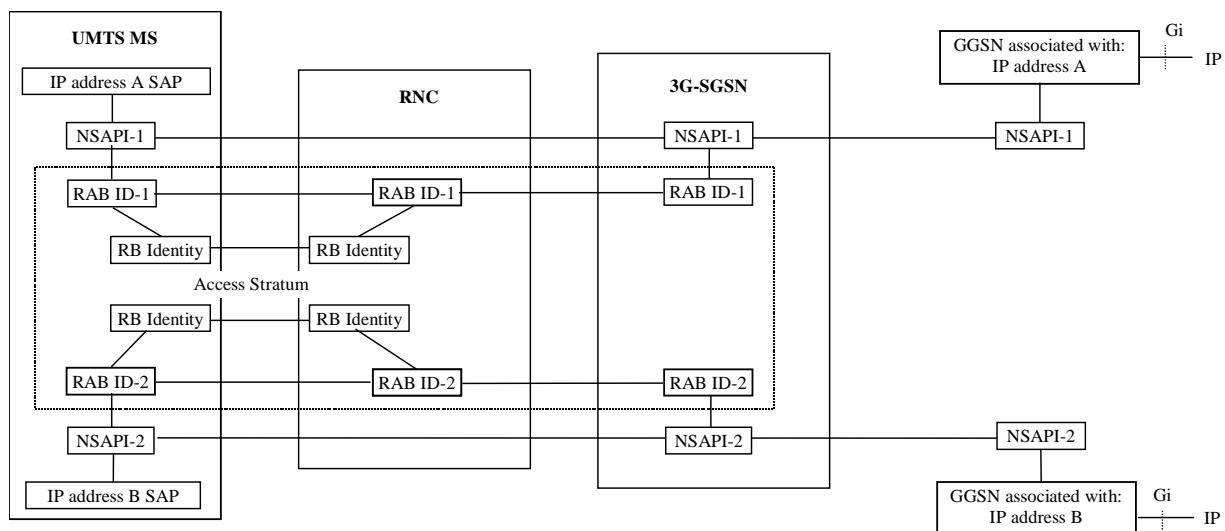 UMTS MS
IP address A SAP
NSAPI-1
RAB ID-1
RB Identity
RNC
RAB ID-1
RB Identity
3G-SGSN
NSAPI-1
RAB ID-1
GGSN associated with:
IP address A
Gi
IP
NSAPI-1
Access Stratum
RB Identity
RAB ID-2
NSAPI-2
IP address B SAP
RB Identity
RAB ID-2
RAB ID-2
NSAPI-2
NSAPI-2
GGSN associated with:
IP address B
Gi
IP